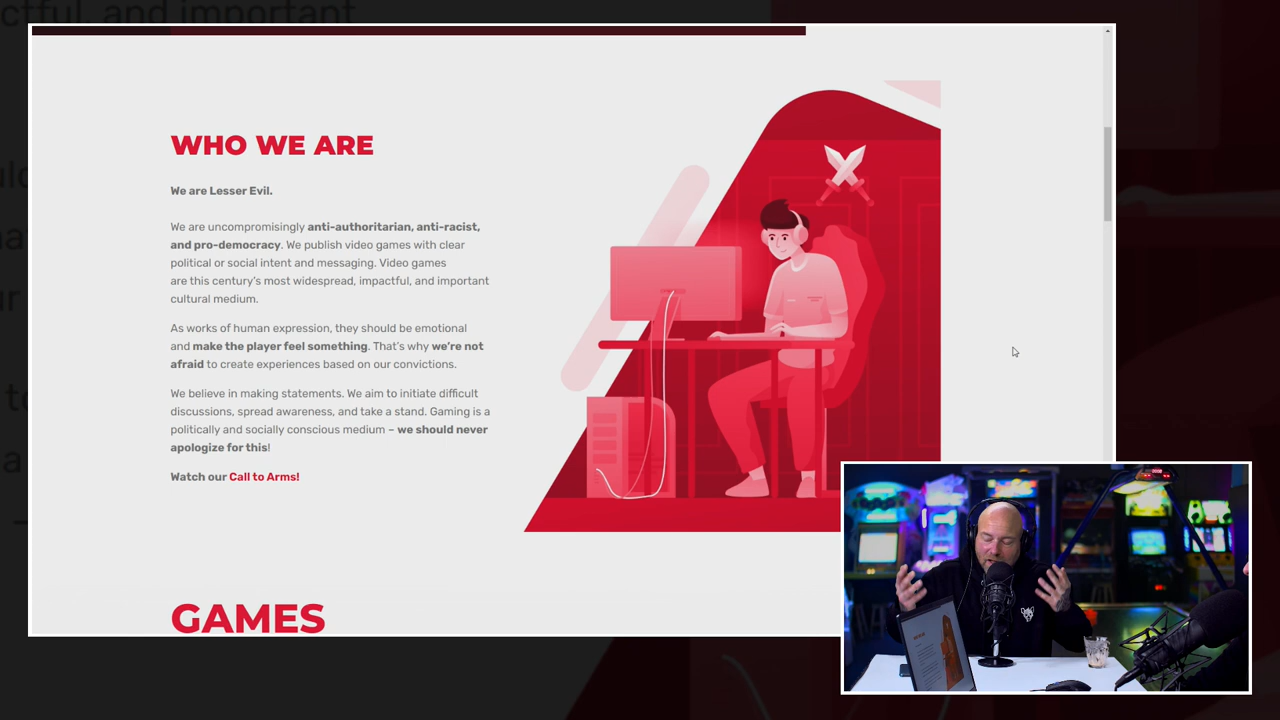 ctful, and important
WHO WE ARE
We are Lesser Evil.
We are uncompromisingly anti-authoritarian, anti-racist,
and pro-democracy. We publish video games with clear
political or social intent and messaging. Video games
are this century's most widespread, impactful, and important
cultural medium.
As works of human expression, they should be emotional
and make the player feel something. That's why we're not
afraid to create experiences based on our convictions.
We believe in making statements. We aim to initiate difficult
discussions, spread awareness, and take a stand. Gaming is a
politically and socially conscious medium – we should never
apologize for this!
Watch our Call to Arms!
GAMES